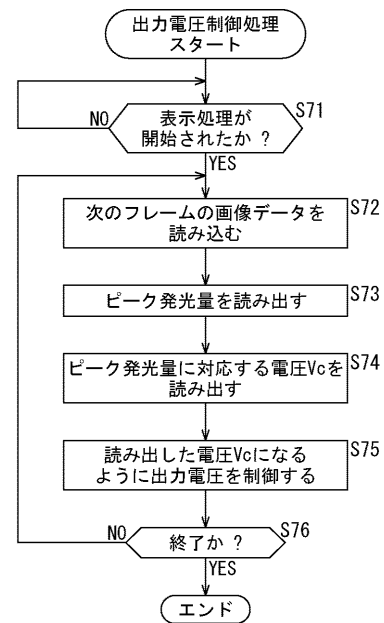 出力電圧制御処理
スタート
表示処理が
開始されたか ?
S71
NO
YES
次のフレームの画像データを
読み込む
S72
ピーク発光量を読み出す
S73
ピーク発光量に対応する電圧Vcを
読み出す
S74
読み出した電圧Vcになる
ように出力電圧を制御する
S75
終了か ?
S76
NO
YES
エンド